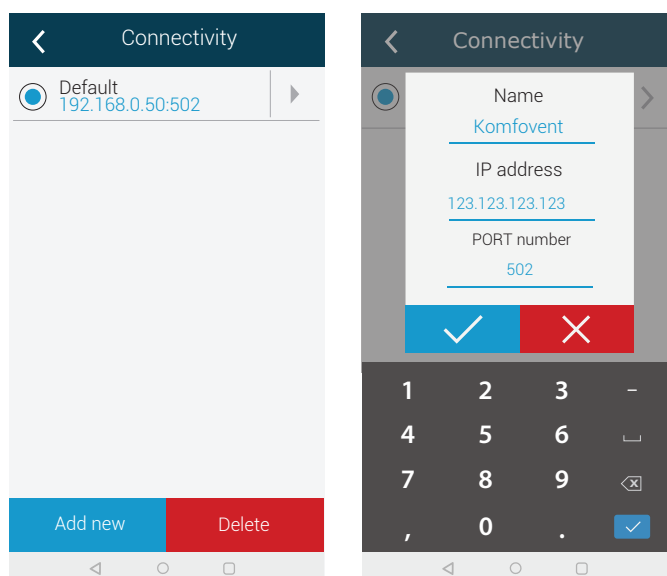 Connectivity
Default
192.168.0.50:502
Add new
Delete
Connectivity
Name
Komfovent
IP address
123.123.123.123
PORT number
502
1 2 3 -
4 5 6
7 8 9
, 0 .